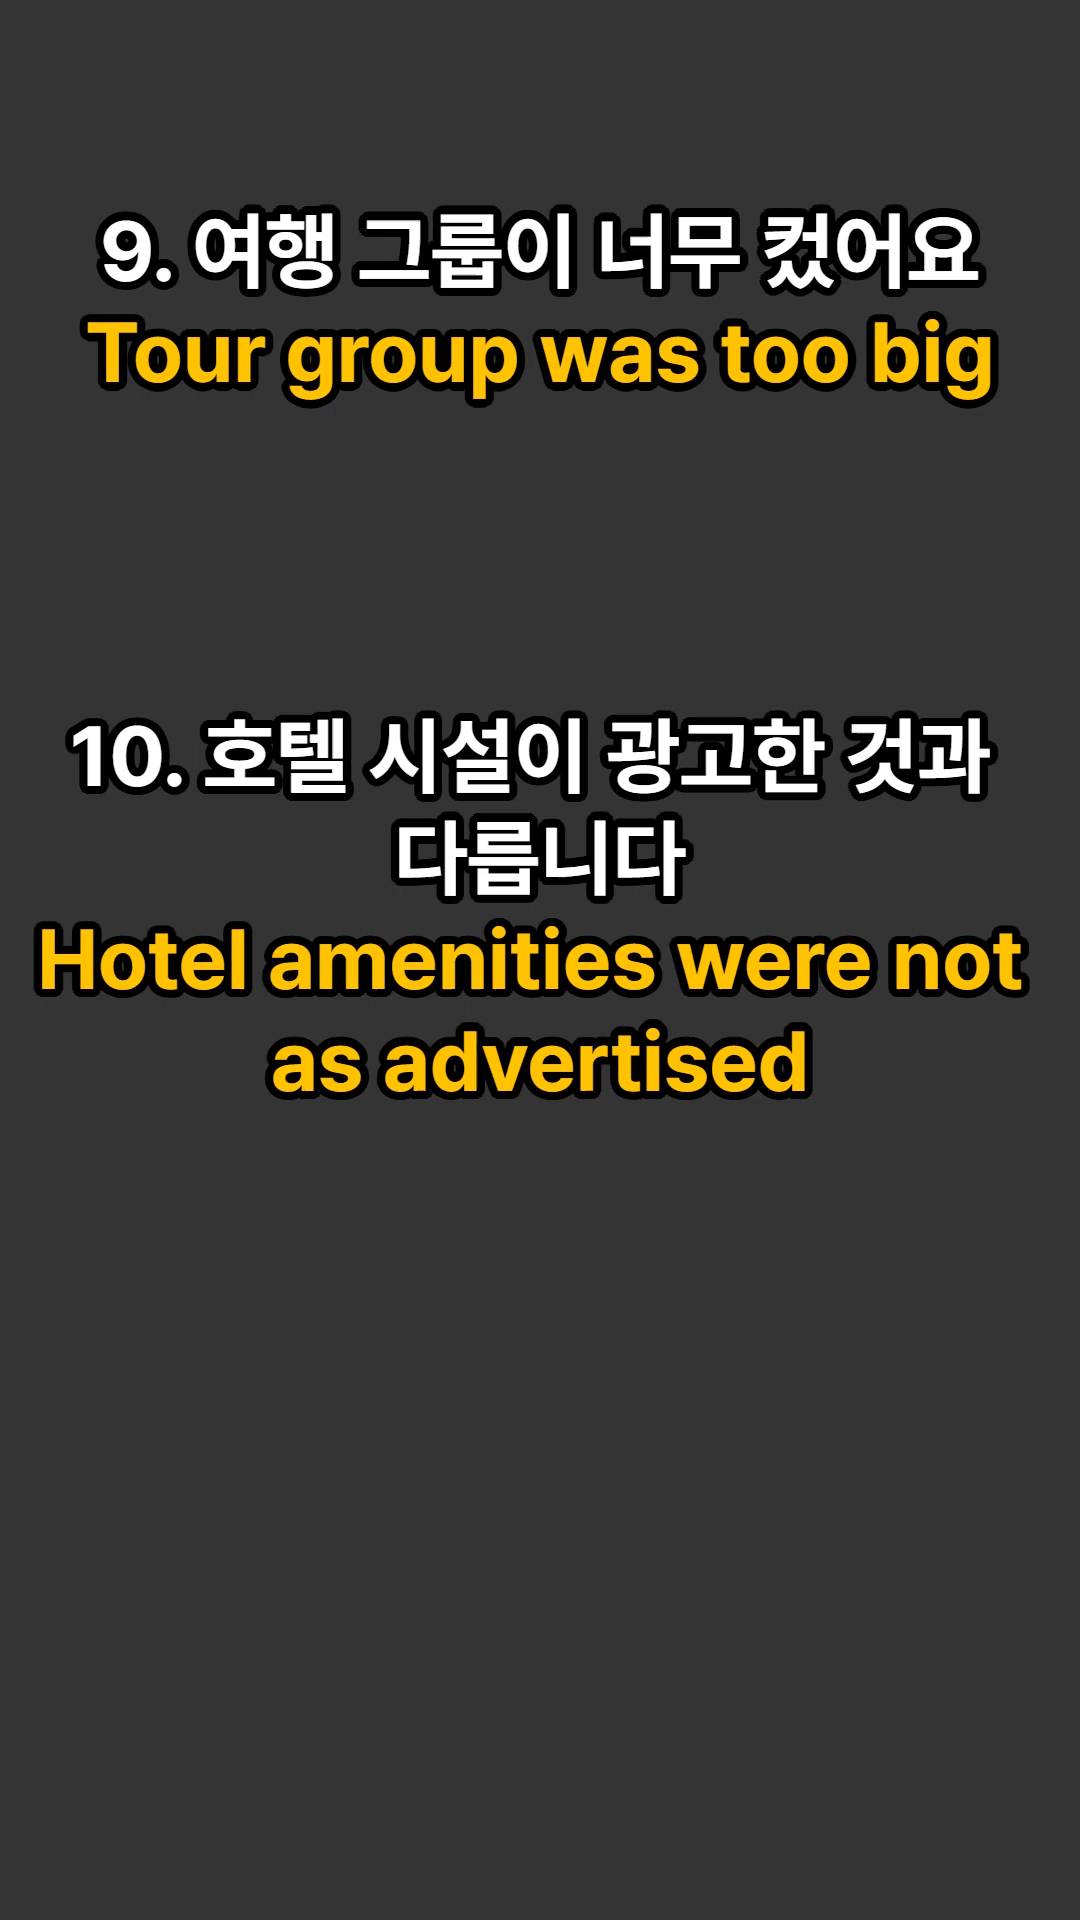 9. 여행 그룹이 너무 컸어요
Tour group was too big
10. 호텔 시설이 광고한 것과
다릅니다
Hotel amenities were not
as advertised